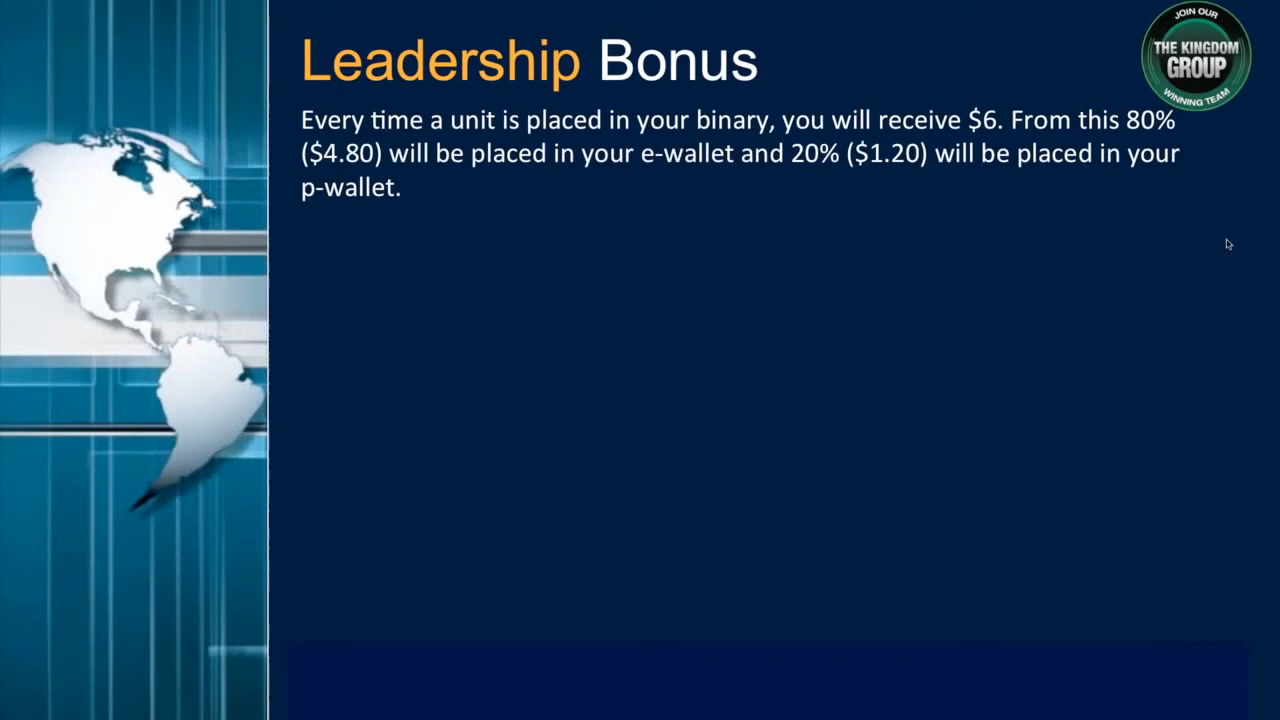 Leadership Bonus
Every time a unit is placed in your binary, you will receive $6. From this 80%
($4.80) will be placed in your e-wallet and 20% ($1.20) will be placed in your
p-wallet.
JOIN OUR
THE KINGDOM
GROUP
WINNING TEAM